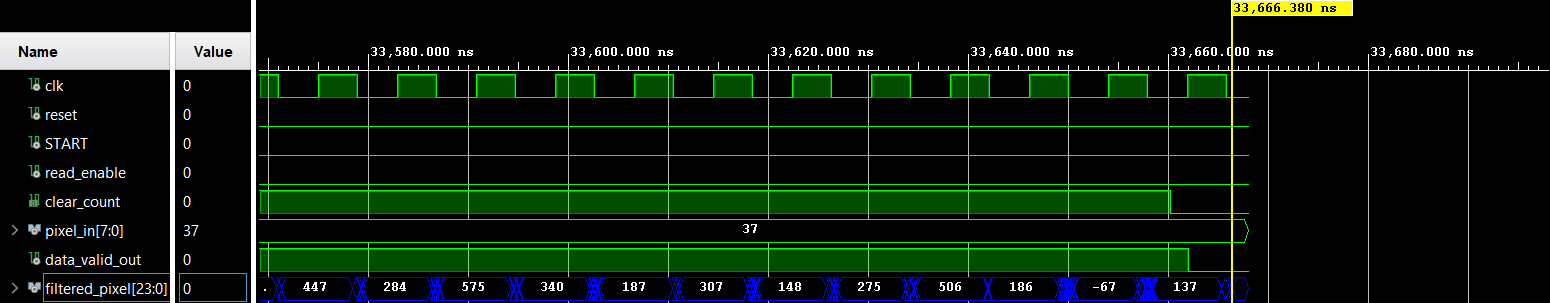 33,666.380 ns
Name Value
33,580.000 ns 33,600.000 ns 33,620.000 ns 33,640.000 ns 33,660.000 ns 33,680.000 ns
clk 0
reset 0
START 0
read_enable 0
clear_count 0
pixel_in[7:0] 37 37
data_valid_out 0
filtered_pixel[23:0] 0 . 447 284 575 340 187 307 148 275 506 186 -67 137